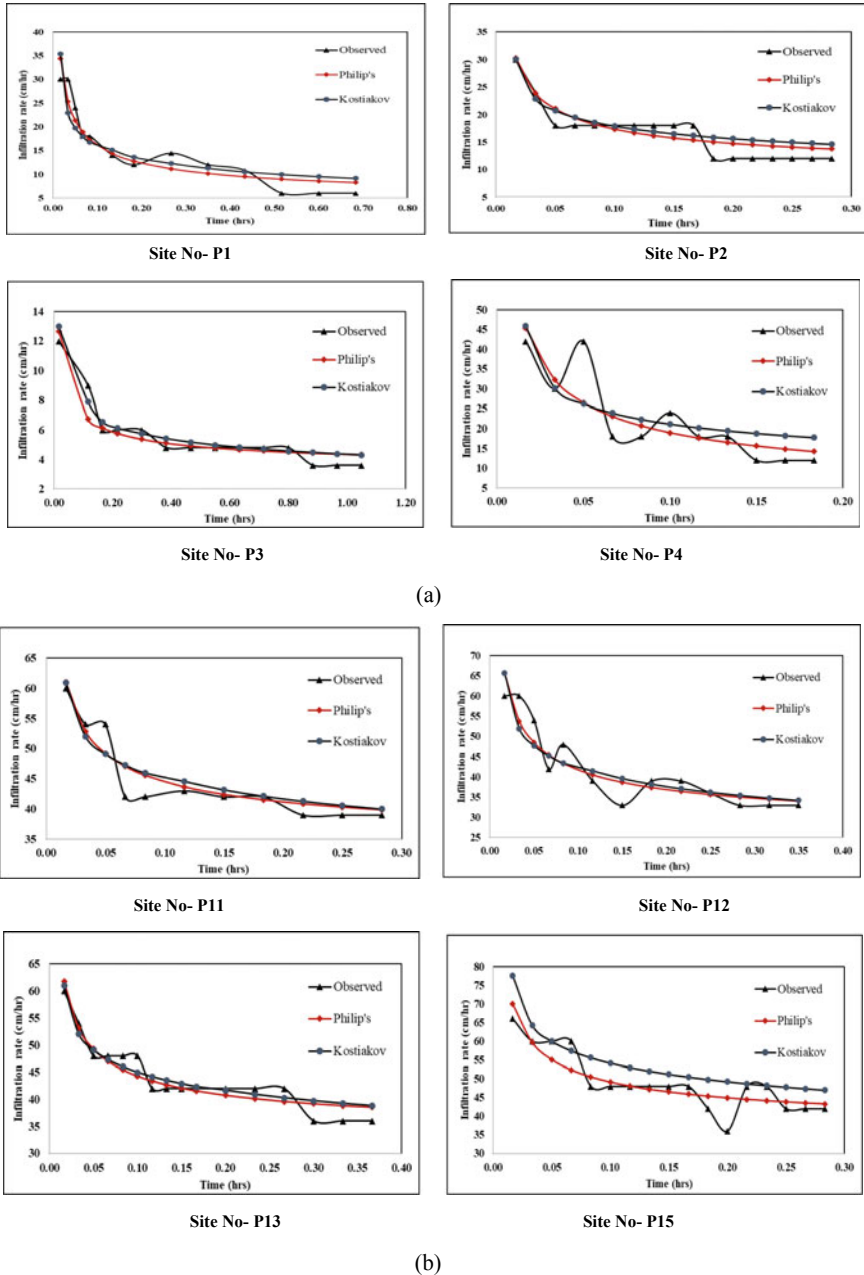 40
35
30
25
20
15
10
5
Infiltration rate (cm/hr)
Observed
Philip's
Kostiakov
0.00 0.10 0.20 0.30 0.40 0.50 0.60 0.70 0.80
Time (hrs)
Site No- P1
35
30
25
20
15
10
5
Infiltration rate (cm/hr)
Observed
Philip's
Kostiakov
0.00 0.05 0.10 0.15 0.20 0.25 0.30
Time (hrs)
Site No- P2
14
12
10
8
6
4
2
Infiltration rate (cm/hr)
Observed
Philip's
Kostiakov
0.00 0.20 0.40 0.60 0.80 1.00 1.20
Time (hrs)
Site No- P3
50
45
40
35
30
25
20
15
10
5
Infiltration rate (cm/hr)
Observed
Philip's
Kostiakov
0.00 0.05 0.10 0.15 0.20
Time (hrs)
Site No- P4
(a)
65
60
55
50
45
40
35
Infiltration rate (cm/hr)
Observed
Philip's
Kostiakov
0.00 0.05 0.10 0.15 0.20 0.25 0.30
Time (hrs)
Site No- P11
70
65
60
55
50
45
40
35
30
25
Infiltration rate (cm/hr)
Observed
Philip's
Kostiakov
0.00 0.05 0.10 0.15 0.20 0.25 0.30 0.35 0.40
Time (hrs)
Site No- P12
65
60
55
50
45
40
35
30
Infiltration rate (cm/hr)
Observed
Philip's
Kostiakov
0.00 0.05 0.10 0.15 0.20 0.25 0.30 0.35 0.40
Time (hrs)
Site No- P13
80
75
70
65
60
55
50
45
40
35
30
Infiltration rate (cm/hr)
Observed
Philip's
Kostiakov
0.00 0.05 0.10 0.15 0.20 0.25 0.30
Time (hrs)
Site No- P15
(b)